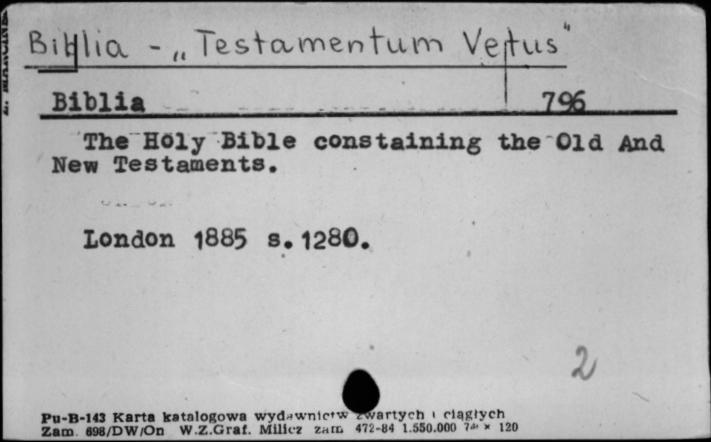 Biblia - „Testamentum Vetus"
Biblia 796
The Holy Bible constaining the Old And
New Testaments.
London 1885 s. 1280.
2
Pu-B-143 Karta katalogowa wydawnictw zwartych i ciągłych
Zam. 698/DW/On W.Z.Graf. Milicz zam. 472-84 1.550.000 × 120